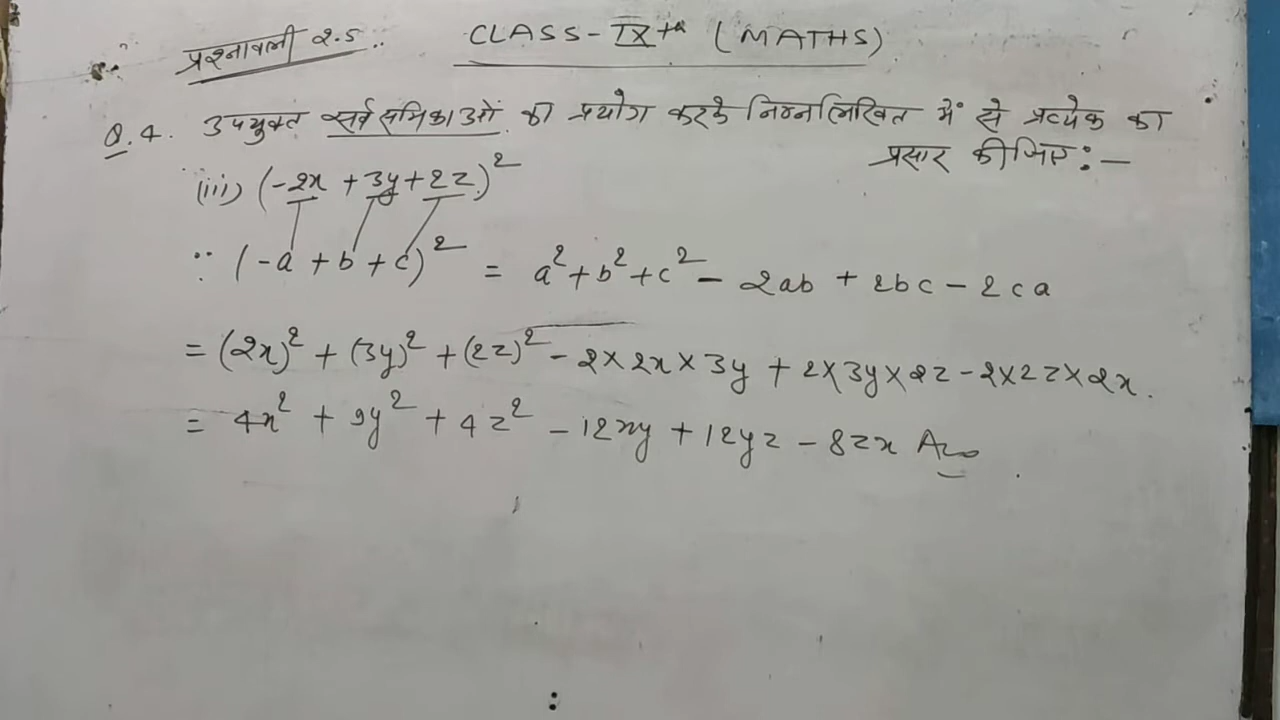 प्रश्नावली 2.5 .. CLASS - IXth (MATHS)
Q.4. उपयुक्त सर्वसमिकाओं का प्रयोग करके निम्नलिखित में से प्रत्येक का
प्रसार कीजिए :-
(iii) (-2x + 3y + 2z)²
∵ (-a + b + c)² = a² + b² + c² - 2ab + 2bc - 2ca
= (2x)² + (3y)² + (2z)² - 2×2x×3y + 2×3y×2z - 2×2z×2x.
= 4x² + 9y² + 4z² - 12xy + 12yz - 8zx Ans